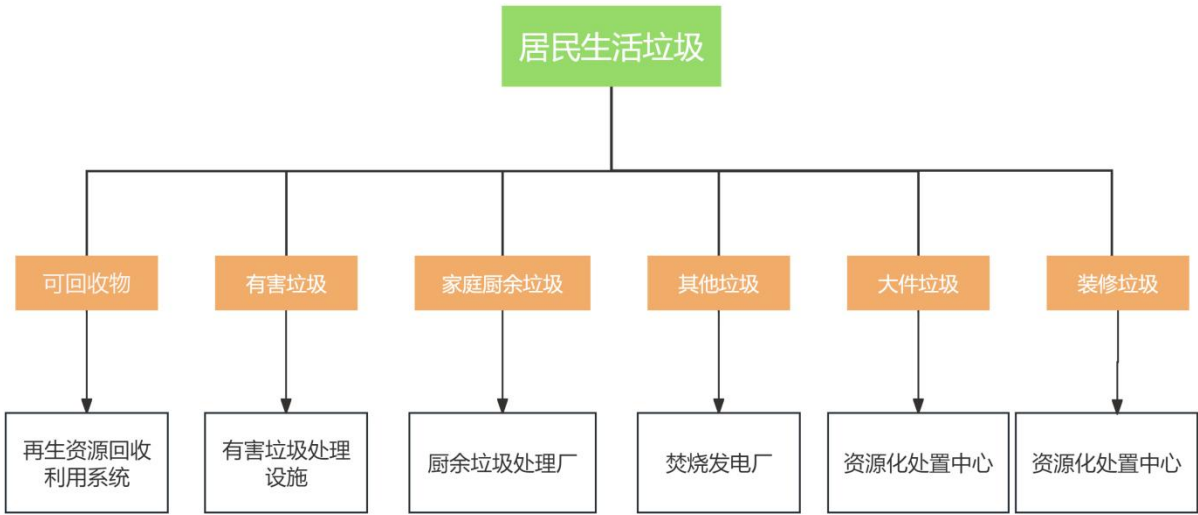 居民生活垃圾
可回收物
有害垃圾
家庭厨余垃圾
其他垃圾
大件垃圾
装修垃圾
再生资源回收
利用系统
有害垃圾处理
设施
厨余垃圾处理厂
焚烧发电厂
资源化处置中心
资源化处置中心